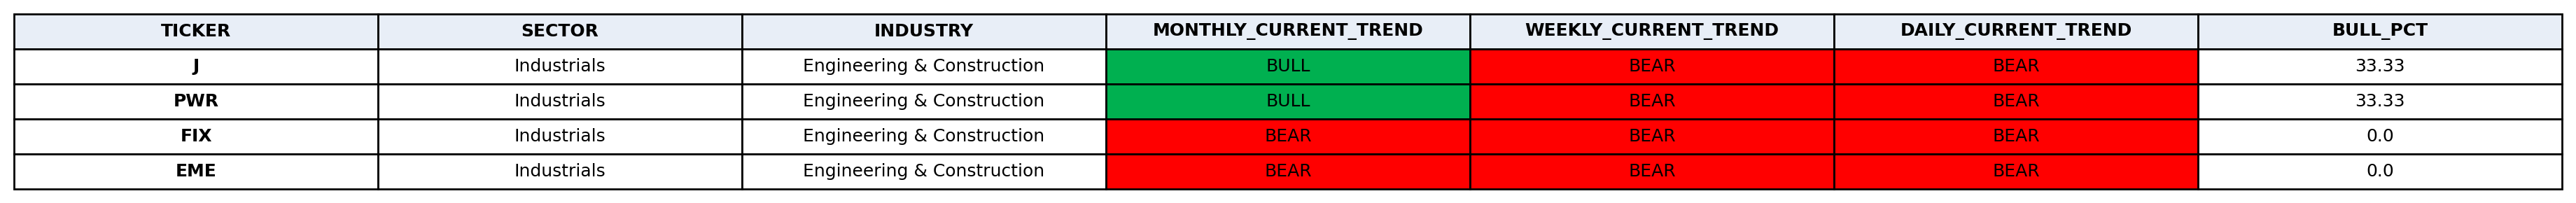 TICKER SECTOR INDUSTRY MONTHLY_CURRENT_TREND WEEKLY_CURRENT_TREND DAILY_CURRENT_TREND BULL_PCT
J Industrials Engineering & Construction BULL BEAR BEAR 33.33
PWR Industrials Engineering & Construction BULL BEAR BEAR 33.33
FIX Industrials Engineering & Construction BEAR BEAR BEAR 0.0
EME Industrials Engineering & Construction BEAR BEAR BEAR 0.0